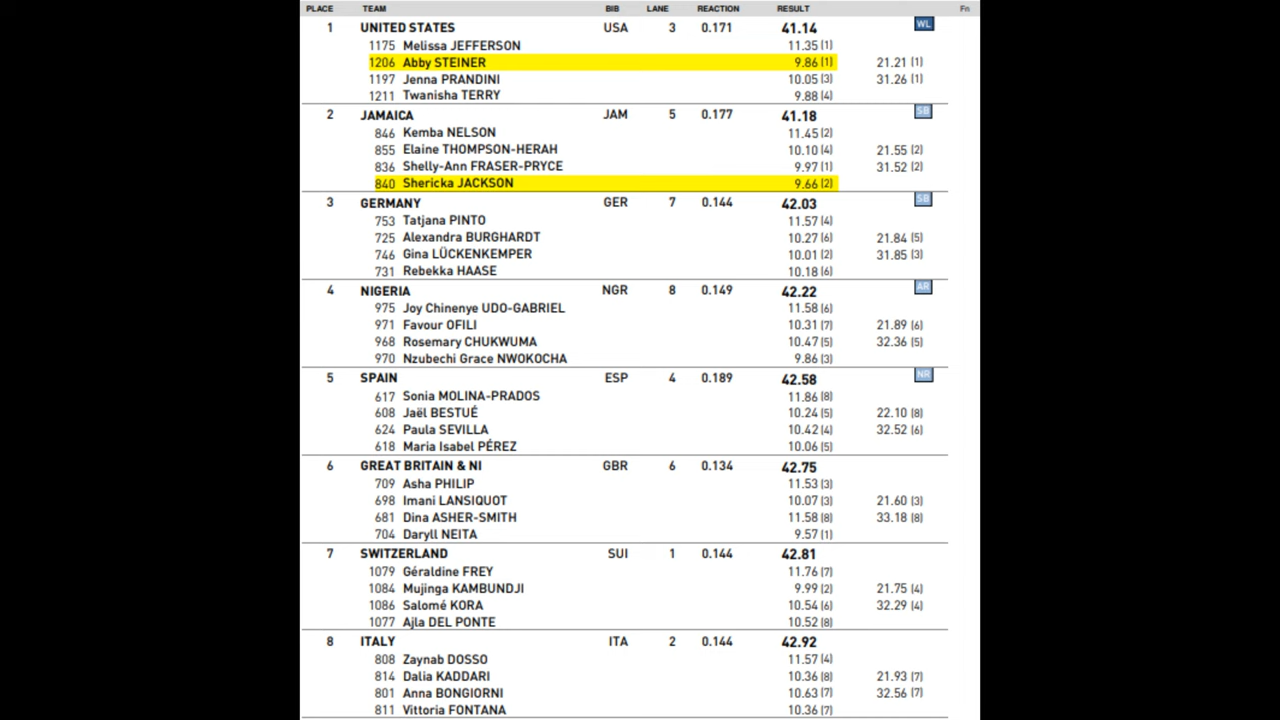 PLACE TEAM BIB LANE REACTION RESULT Fn
1 UNITED STATES USA 3 0.171 41.14 WL
1175 Melissa JEFFERSON 11.35 (1)
1206 Abby STEINER 9.86 (1) 21.21 (1)
1197 Jenna PRANDINI 10.05 (3) 31.26 (1)
1211 Twanisha TERRY 9.88 (4)
2 JAMAICA JAM 5 0.177 41.18 SB
846 Kemba NELSON 11.45 (2)
855 Elaine THOMPSON-HERAH 10.10 (4) 21.55 (2)
836 Shelly-Ann FRASER-PRYCE 9.97 (1) 31.52 (2)
840 Shericka JACKSON 9.66 (2)
3 GERMANY GER 7 0.144 42.03 SB
753 Tatjana PINTO 11.57 (4)
725 Alexandra BURGHARDT 10.27 (6) 21.84 (5)
746 Gina LÜCKENKEMPER 10.01 (2) 31.85 (3)
731 Rebekka HAASE 10.18 (6)
4 NIGERIA NGR 8 0.149 42.22 AR
975 Joy Chinenye UDO-GABRIEL 11.58 (6)
971 Favour OFILI 10.31 (7) 21.89 (6)
968 Rosemary CHUKWUMA 10.47 (5) 32.36 (5)
970 Nzubechi Grace NWOKOCHA 9.86 (3)
5 SPAIN ESP 4 0.189 42.58 NR
617 Sonia MOLINA-PRADOS 11.86 (8)
608 Jaël BESTUÉ 10.24 (5) 22.10 (8)
624 Paula SEVILLA 10.42 (4) 32.52 (6)
618 Maria Isabel PÉREZ 10.06 (5)
6 GREAT BRITAIN & NI GBR 6 0.134 42.75
709 Asha PHILIP 11.53 (3)
698 Imani LANSIQUOT 10.07 (3) 21.60 (3)
681 Dina ASHER-SMITH 11.58 (8) 33.18 (8)
704 Daryll NEITA 9.57 (1)
7 SWITZERLAND SUI 1 0.144 42.81
1079 Géraldine FREY 11.76 (7)
1084 Mujinga KAMBUNDJI 9.99 (2) 21.75 (4)
1086 Salomé KORA 10.54 (6) 32.29 (4)
1077 Ajla DEL PONTE 10.52 (8)
8 ITALY ITA 2 0.144 42.92
808 Zaynab DOSSO 11.57 (4)
814 Dalia KADDARI 10.36 (8) 21.93 (7)
801 Anna BONGIORNI 10.63 (7) 32.56 (7)
811 Vittoria FONTANA 10.36 (7)